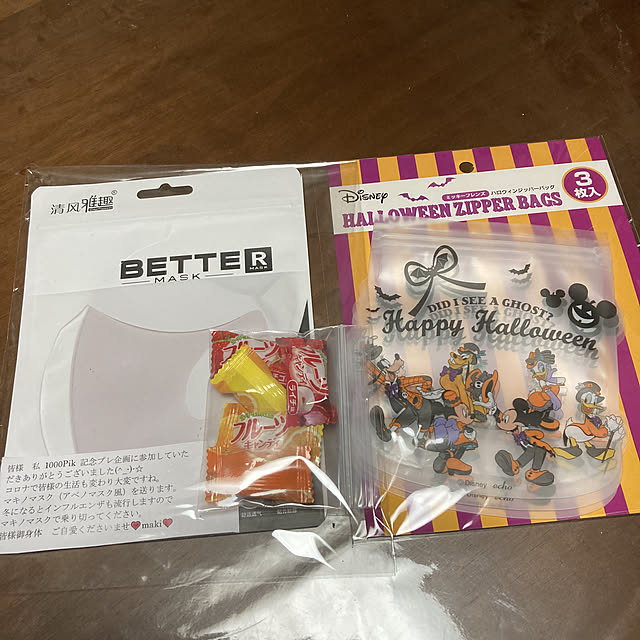 清风雅趣®
BETTER
MASK
MASK
皆様 私 1000Pik 記念プレ企画に参加していた
だきありがとうございました(^_-)-☆
コロナで皆様の生活も変わり大変ですね。
マキノマスク（アベノマスク風）を送ります。
冬になるとインフルエンザも流行しますので
マキノマスクで乗り切ってください。
皆様御身体 ご自愛くださいませ❤maki❤
フルーツ
キャンディ
フルーツ
ライチ
Disney
ミッキーフレンズ ハロウィンジッパーバッグ
HALLOWEEN ZIPPER BAGS
3
枚入
DID I SEE A GHOST?
Happy Halloween
© Disney echo
Disney echo